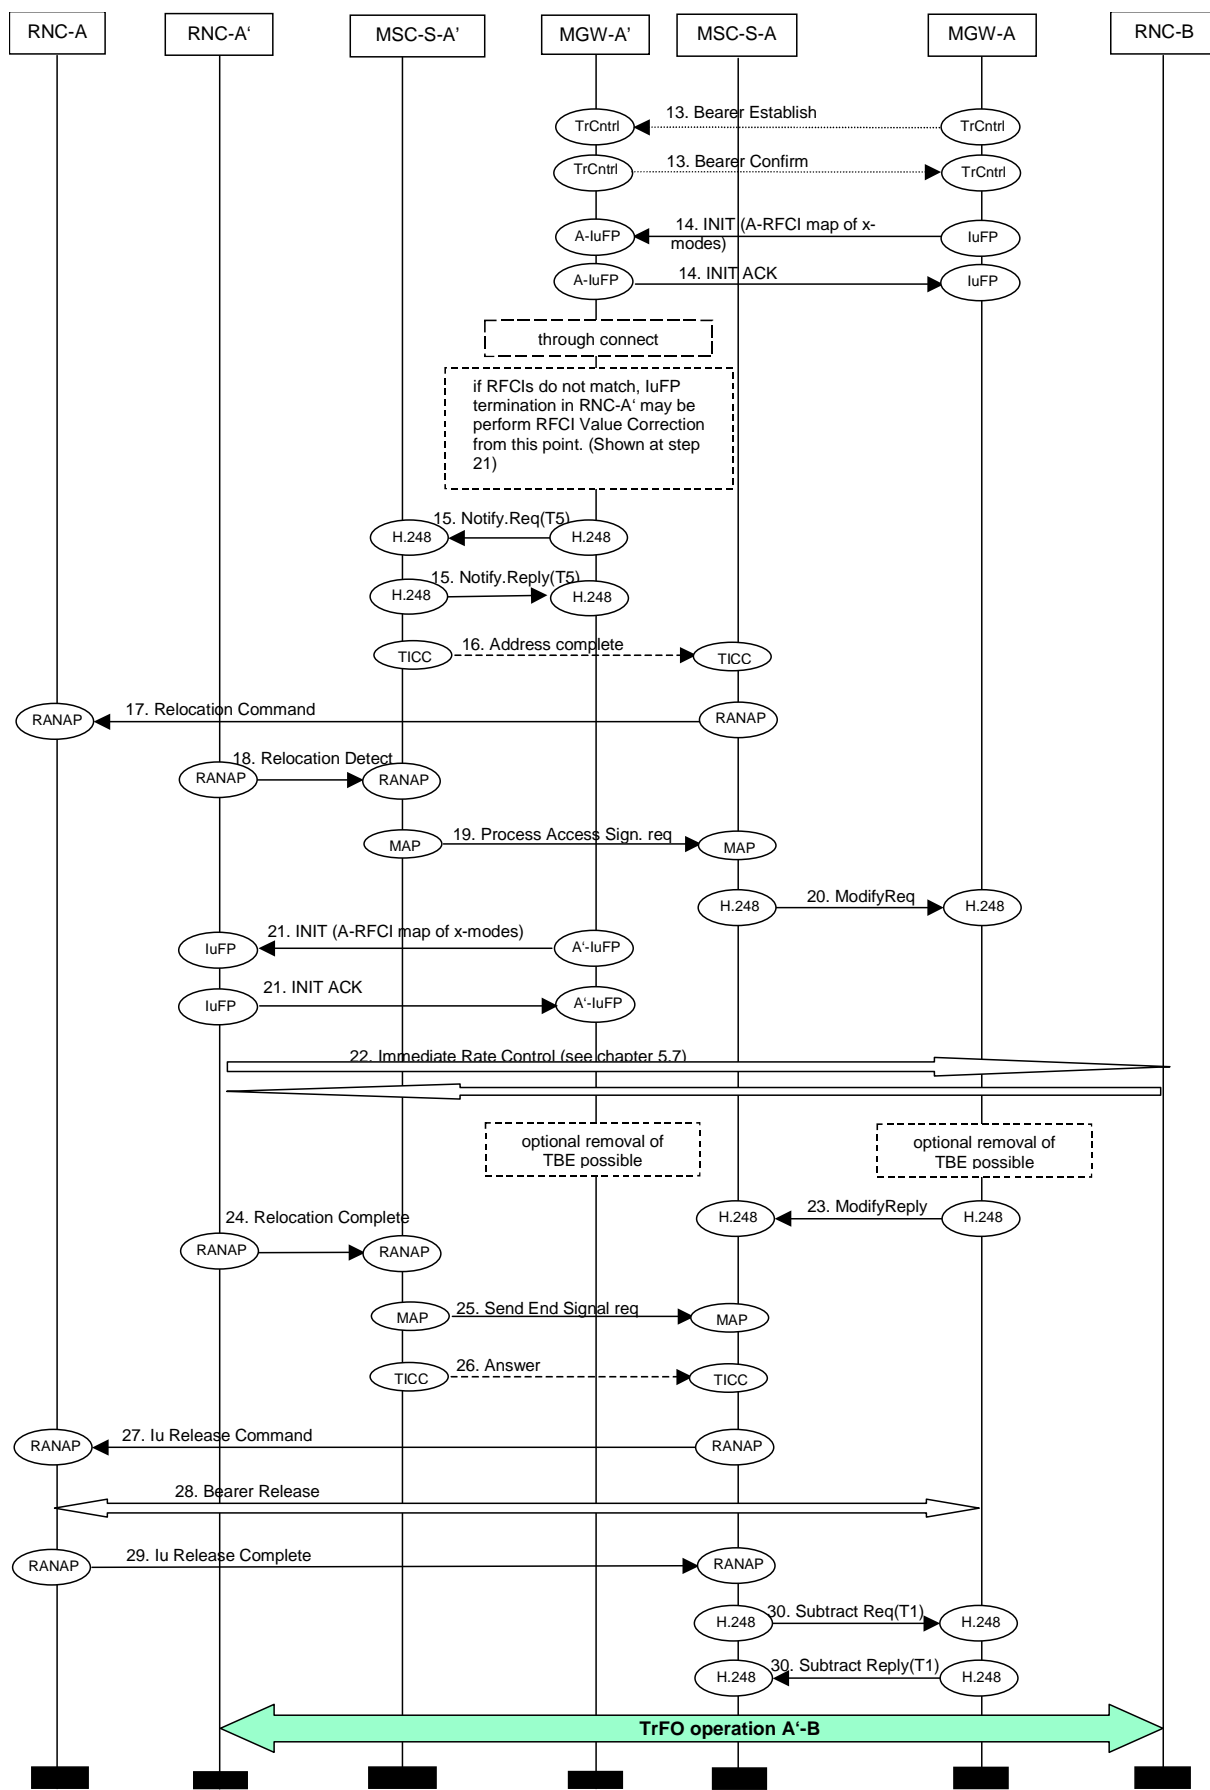 RNC-A
RNC-A‘
MSC-S-A’
MGW-A’
MSC-S-A
MGW-A
RNC-B
13. Bearer Establish
TrCntrl
TrCntrl
13. Bearer Confirm
TrCntrl
TrCntrl
14. INIT (A-RFCI map of x-
modes)
A-IuFP
IuFP
14. INIT ACK
A-IuFP
IuFP
through connect
if RFCIs do not match, IuFP
termination in RNC-A‘ may be
perform RFCI Value Correction
from this point. (Shown at step
21)
15. Notify.Req(T5)
H.248
H.248
15. Notify.Reply(T5)
H.248
H.248
16. Address complete
TICC
TICC
17. Relocation Command
RANAP
RANAP
18. Relocation Detect
RANAP
RANAP
19. Process Access Sign. req
MAP
MAP
20. ModifyReq
H.248
H.248
21. INIT (A-RFCI map of x-modes)
IuFP
A‘-IuFP
21. INIT ACK
IuFP
A‘-IuFP
22. Immediate Rate Control (see chapter 5.7)
optional removal of
TBE possible
optional removal of
TBE possible
23. ModifyReply
H.248
H.248
24. Relocation Complete
RANAP
RANAP
25. Send End Signal req
MAP
MAP
26. Answer
TICC
TICC
27. Iu Release Command
RANAP
RANAP
28. Bearer Release
29. Iu Release Complete
RANAP
RANAP
30. Subtract Req(T1)
H.248
H.248
30. Subtract Reply(T1)
H.248
H.248
TrFO operation A‘-B